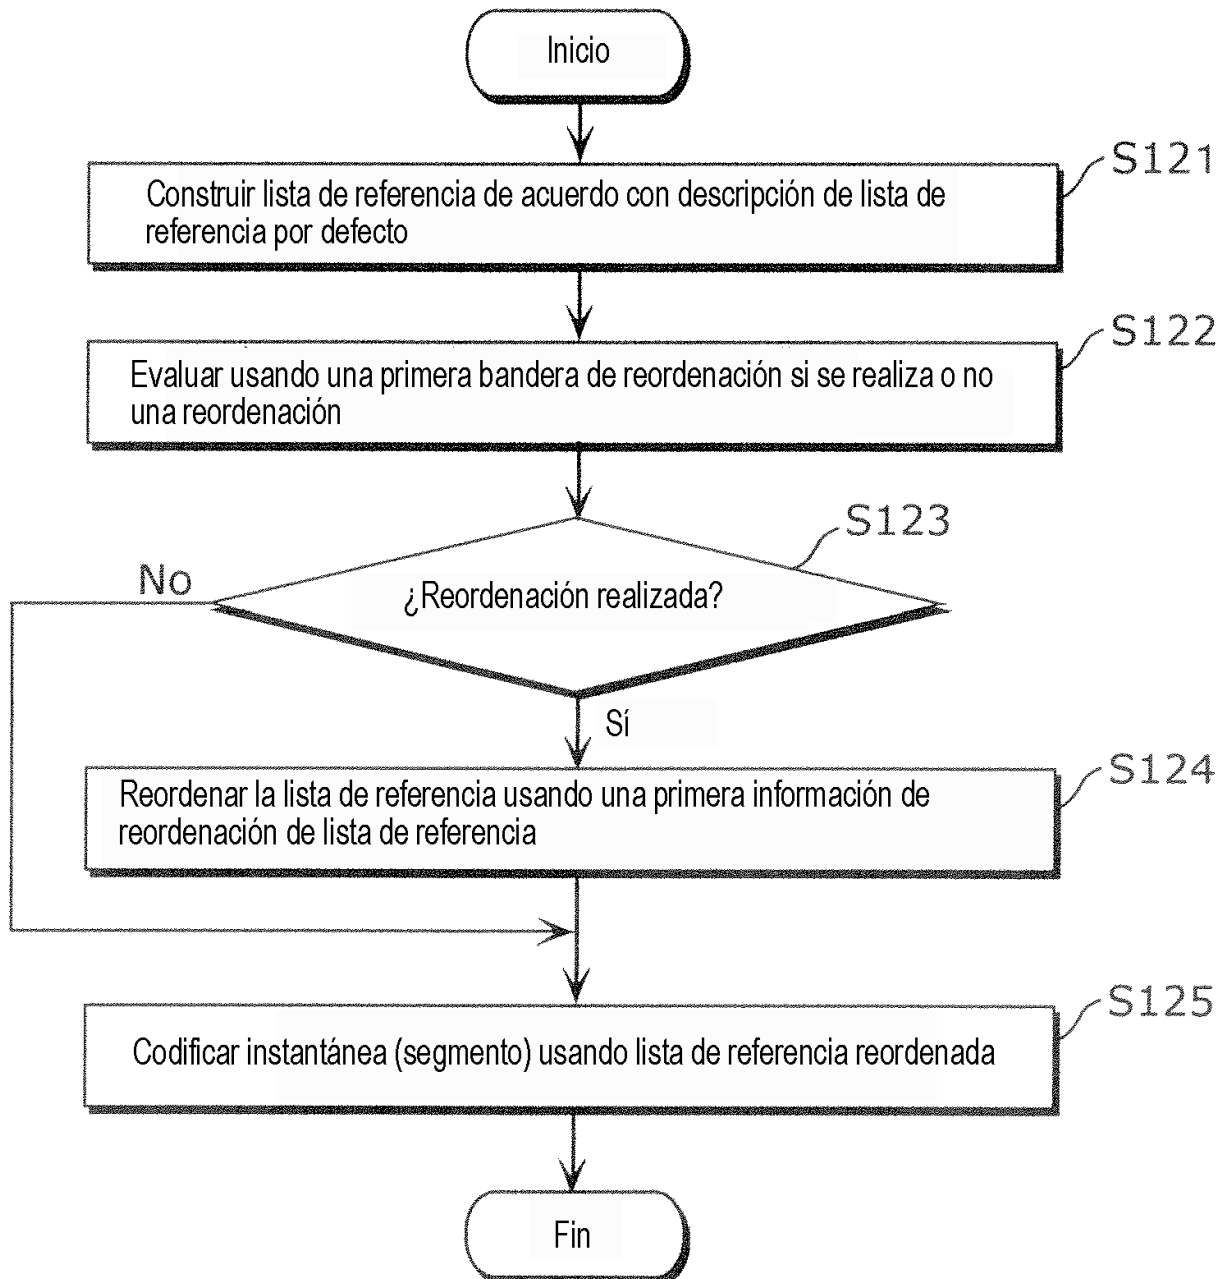 Inicio
S121
Construir lista de referencia de acuerdo con descripción de lista de
referencia por defecto
S122
Evaluar usando una primera bandera de reordenación si se realiza o no
una reordenación
S123
No
¿Reordenación realizada?
Sí
S124
Reordenar la lista de referencia usando una primera información de
reordenación de lista de referencia
S125
Codificar instantánea (segmento) usando lista de referencia reordenada
Fin